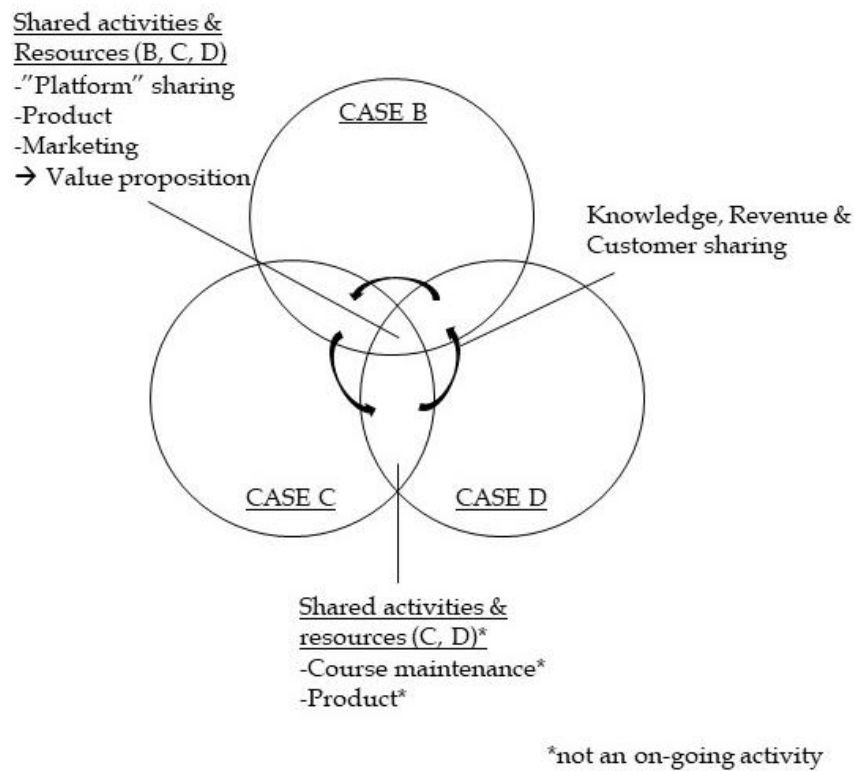 Shared activities &
Resources (B, C, D)
-”Platform” sharing
-Product
-Marketing
→ Value proposition
CASE B
Knowledge, Revenue &
Customer sharing
CASE C
CASE D
Shared activities &
resources (C, D)*
-Course maintenance*
-Product*
*not an on-going activity